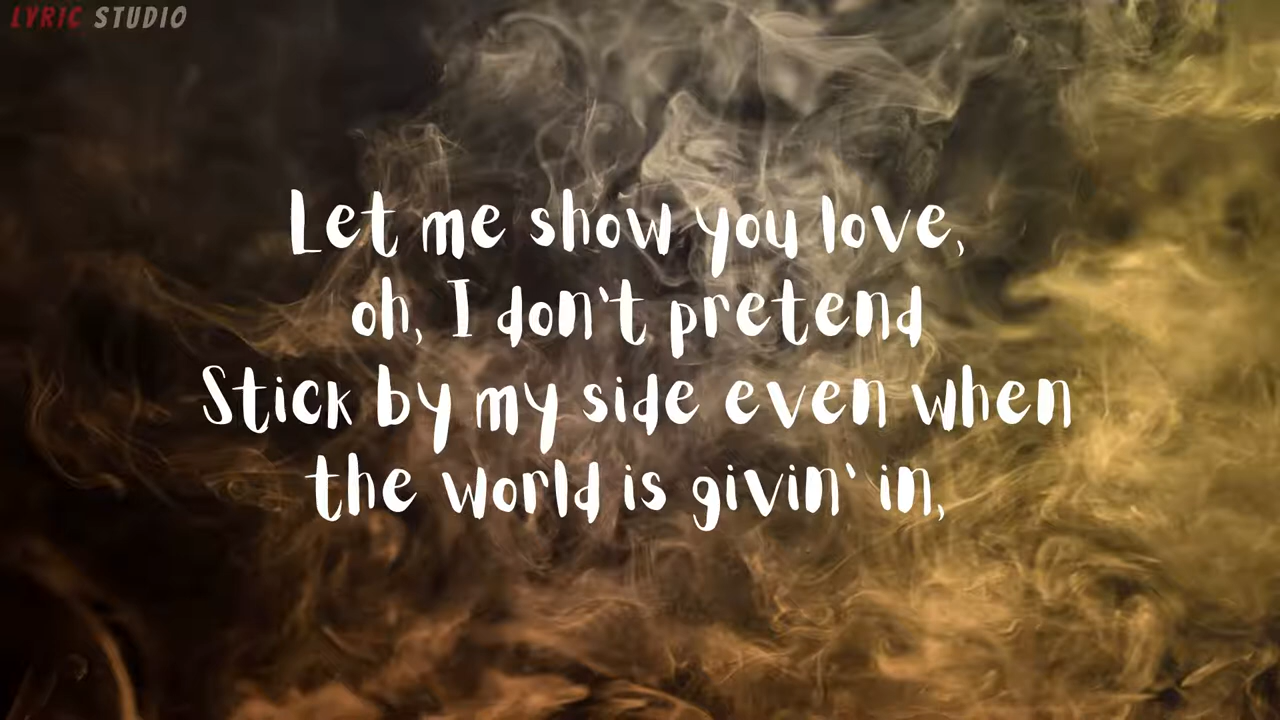 LYRIC STUDIO
Let me show you love,
oh, I don't pretend
Stick by my side even when
the world is givin' in,